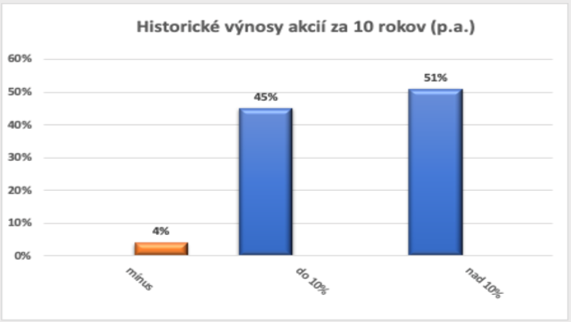 Historické výnosy akcií za 10 rokov (p.a.)
60%
50%
40%
30%
20%
10%
0%
4%
45%
51%
mínus
do 10%
nad 10%